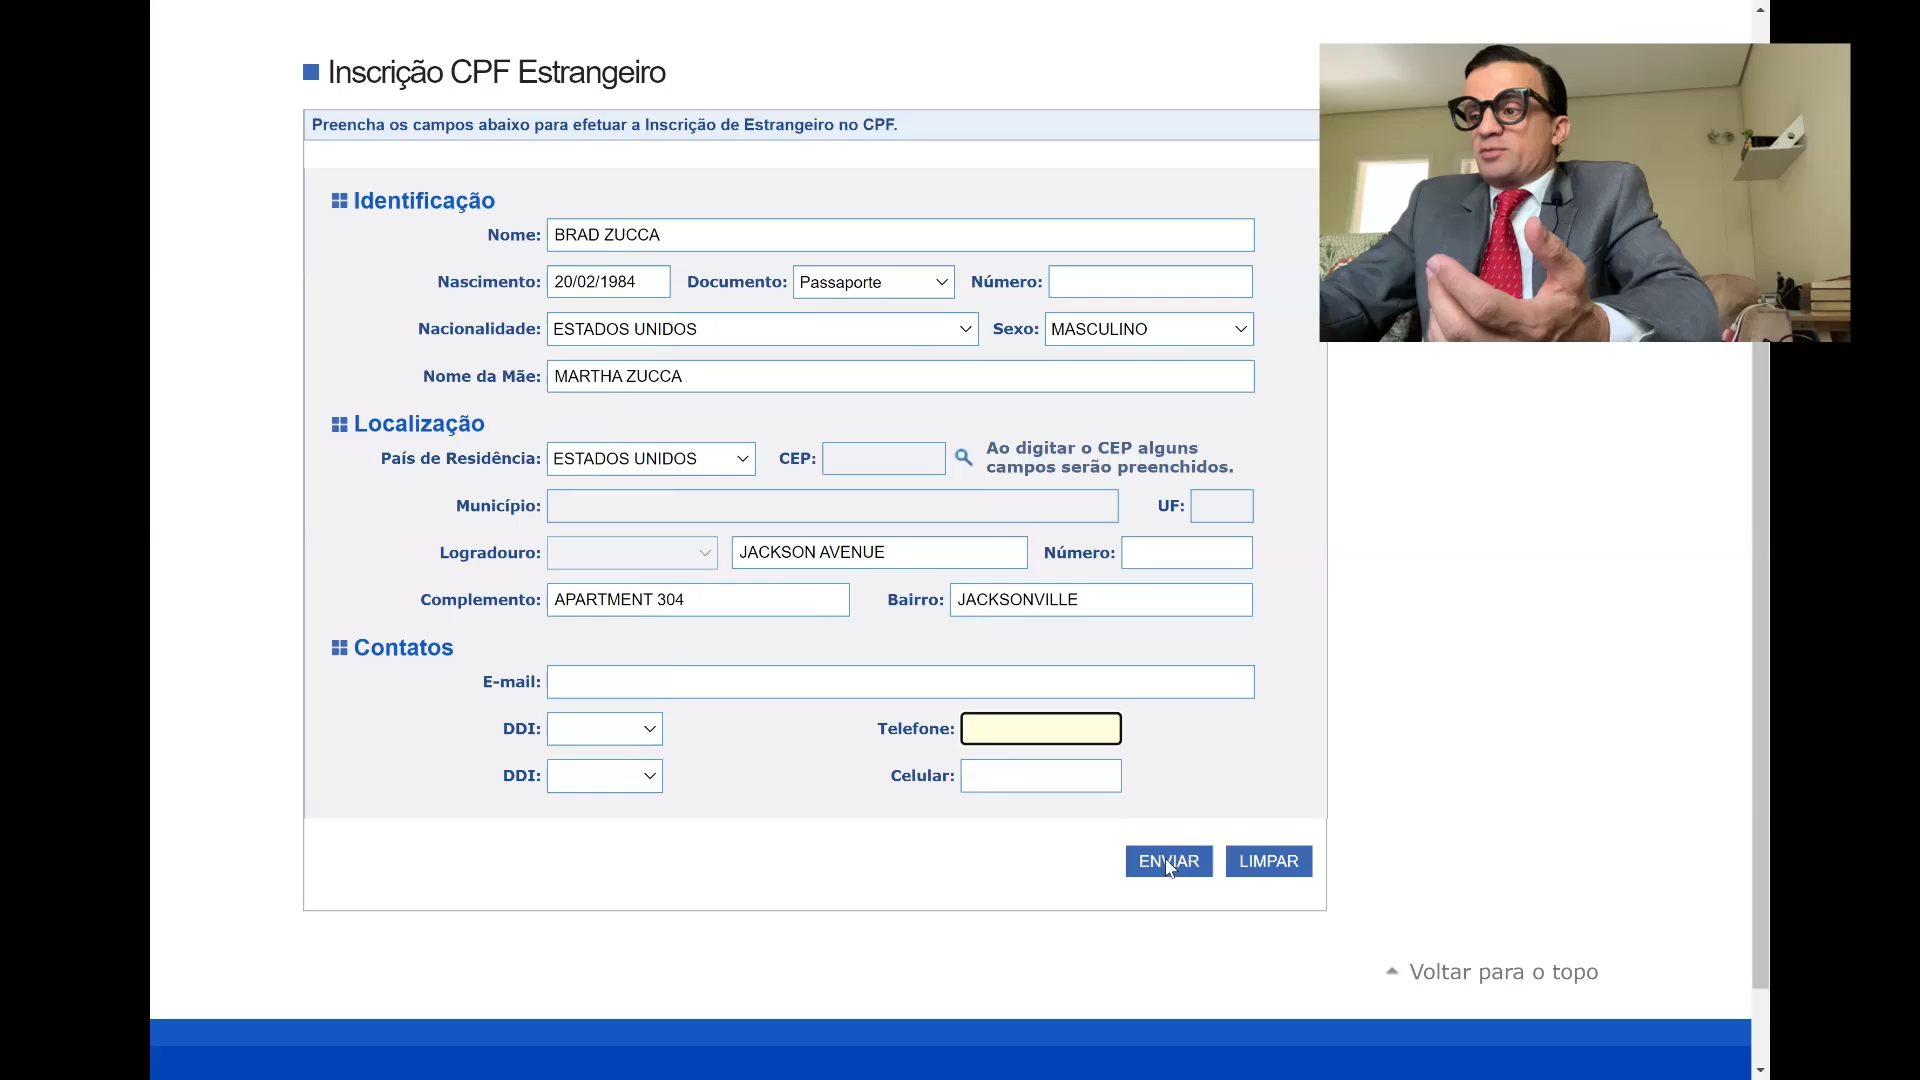 Inscrição CPF Estrangeiro
Preencha os campos abaixo para efetuar a Inscrição de Estrangeiro no CPF.
Identificação
Nome: BRAD ZUCCA
Nascimento: 20/02/1984 Documento: Passaporte Número:
Nacionalidade: ESTADOS UNIDOS Sexo: MASCULINO
Nome da Mãe: MARTHA ZUCCA
Localização
País de Residência: ESTADOS UNIDOS CEP: Ao digitar o CEP alguns
campos serão preenchidos.
Município: UF:
Logradouro: JACKSON AVENUE Número:
Complemento: APARTMENT 304 Bairro: JACKSONVILLE
Contatos
E-mail:
DDI: Telefone:
DDI: Celular:
ENVIAR LIMPAR
Voltar para o topo